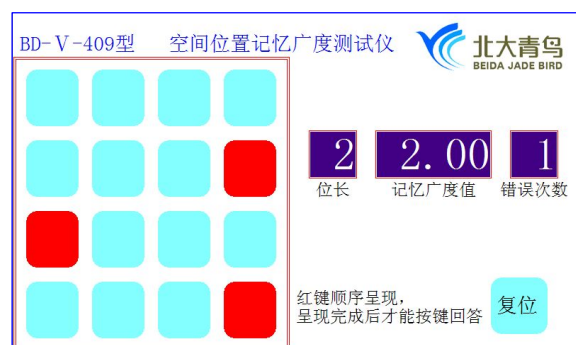 BD-Ⅴ-409型 空间位置记忆广度测试仪
北大青鸟
BEIDA JADE BIRD
2 2.00 1
位长 记忆广度值 错误次数
红键顺序呈现，
呈现完成后才能按键回答
复位